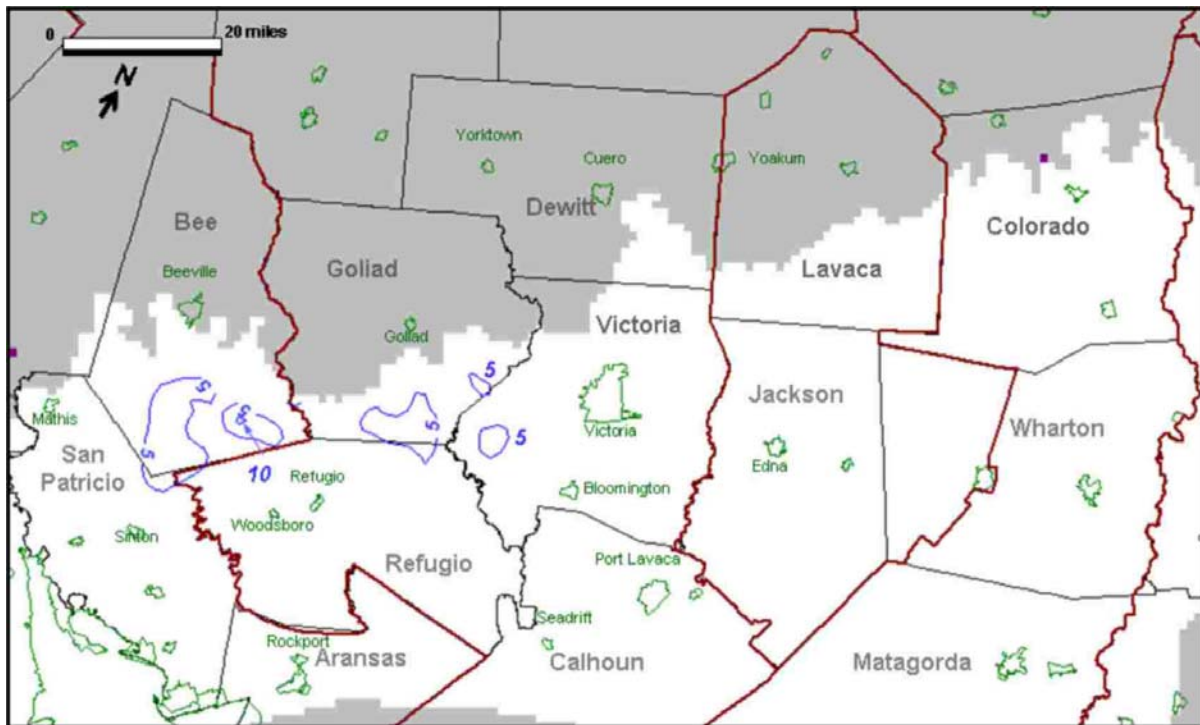 0 20 miles
N
Yorktown
Cuero
Yoakum
Bee
Dewitt
Colorado
Beeville
Goliad
Lavaca
Goliad
Victoria
5
5
Jackson
Mathis
5
5
5
Victoria
Wharton
San
Patricio
5
10
Refugio
Edna
Bloomington
Woodsboro
Sinton
Refugio
Port Lavaca
Seadrift
Rockport
Aransas
Calhoun
Matagorda